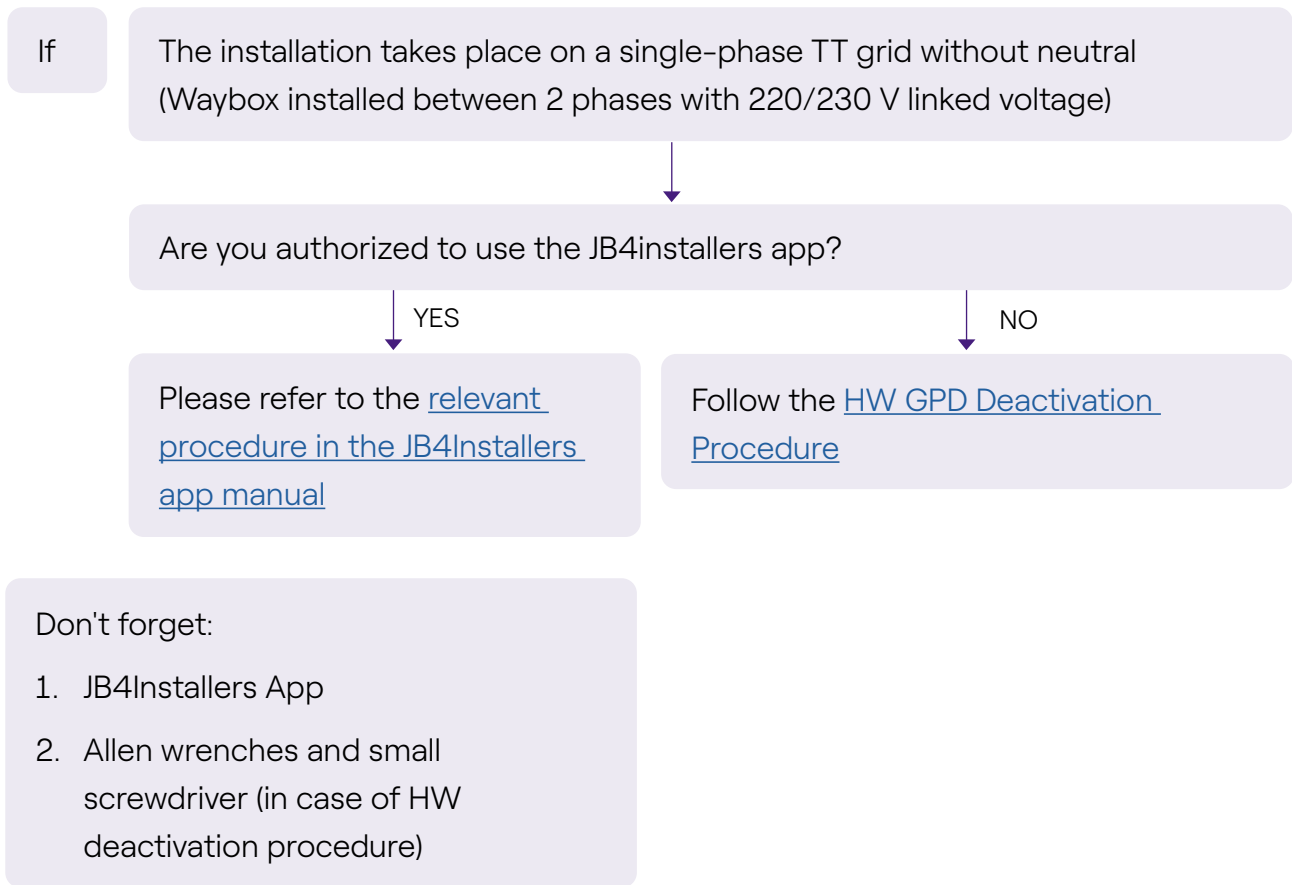 If
The installation takes place on a single-phase TT grid without neutral
(Waybox installed between 2 phases with 220/230 V linked voltage)
Are you authorized to use the JB4installers app?
YES
NO
Please refer to the relevant
procedure in the JB4Installers
app manual
Follow the HW GPD Deactivation
Procedure
Don't forget:
1. JB4Installers App
2. Allen wrenches and small
screwdriver (in case of HW
deactivation procedure)